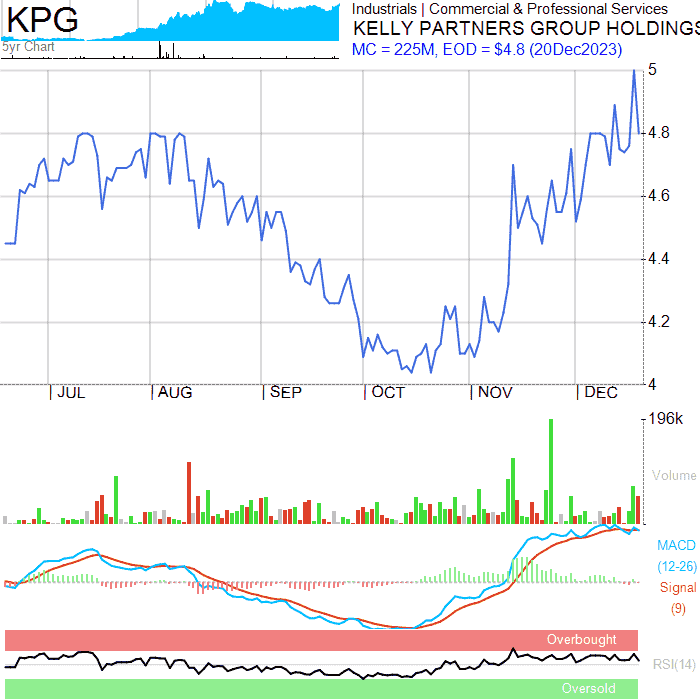 KPG
5yr Chart
Industrials | Commercial & Professional Services
KELLY PARTNERS GROUP HOLDINGS
MC = 225M, EOD = $4.8 (20Dec2023)
5
4.8
4.6
4.4
4.2
4
JUL
AUG
SEP
OCT
NOV
DEC
196k
Volume
MACD
(12-26)
Signal
(9)
Overbought
RSI(14)
Oversold